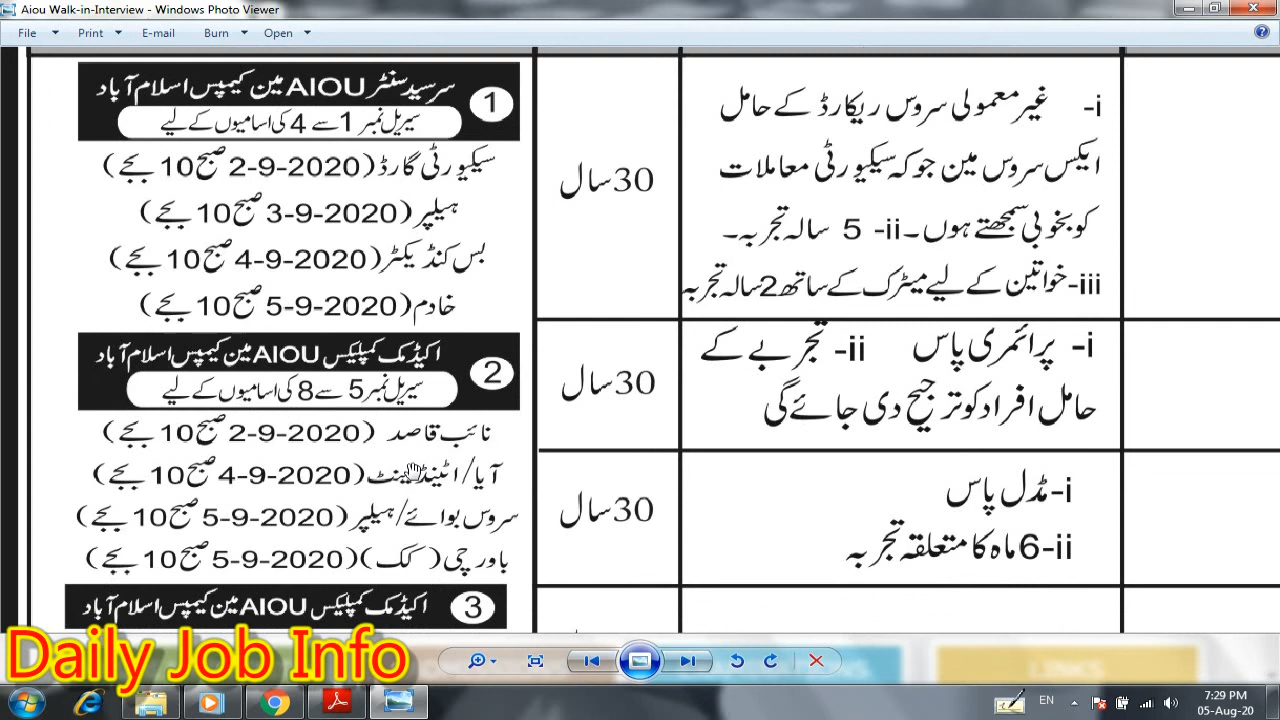 Aiou Walk-in-Interview - Windows Photo Viewer
File Print E-mail Burn Open
1 سرسید سنٹر AIOU مین کیمپس اسلام آباد
سیریل نمبر 1 سے 4 کی اسامیوں کے لیے
سیکیورٹی گارڈ (2-9-2020 صبح 10 بجے)
ہیلپر (3-9-2020 صبح 10 بجے)
بس کنڈیکٹر (4-9-2020 صبح 10 بجے)
خادم (5-9-2020 صبح 10 بجے)
2 اکیڈمک کمپلیکس AIOU مین کیمپس اسلام آباد
سیریل نمبر 5 سے 8 کی اسامیوں کے لیے
نائب قاصد (2-9-2020 صبح 10 بجے)
آیا/اٹینڈینٹ (4-9-2020 صبح 10 بجے)
سروس بوائے/ہیلپر (5-9-2020 صبح 10 بجے)
باورچی (کک) (5-9-2020 صبح 10 بجے)
3 اکیڈمک کمپلیکس AIOU مین کیمپس اسلام آباد
30 سال
30 سال
30 سال
i- غیر معمولی سروس ریکارڈ کے حامل
ایکس سروس مین جو کہ سیکیورٹی معاملات
کو بخوبی سمجھتے ہوں۔ ii- 5 سالہ تجربہ۔
iii- خواتین کے لیے میٹرک کے ساتھ 2 سالہ تجربہ
i- پرائمری پاس ii- تجربے کے
حامل افراد کو ترجیح دی جائے گی
i- مڈل پاس
ii- 6 ماہ کا متعلقہ تجربہ
Daily Job Info
EN
7:29 PM
05-Aug-20